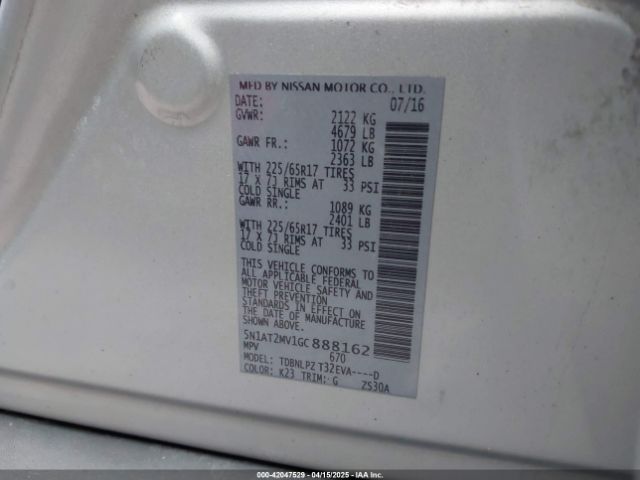 MFD BY NISSAN MOTOR CO., LTD.
DATE: 07/16
GVWR: 2122 KG
4679 LB
GAWR FR.: 1072 KG
2363 LB
WITH 225/65R17 TIRES
17 X 7J RIMS AT 33 PSI
COLD SINGLE
GAWR RR.: 1089 KG
2401 LB
WITH 225/65R17 TIRES
17 X 7J RIMS AT 33 PSI
COLD SINGLE
THIS VEHICLE CONFORMS TO
ALL APPLICABLE FEDERAL
MOTOR VEHICLE SAFETY AND
THEFT PREVENTION
STANDARDS IN EFFECT ON
THE DATE OF MANUFACTURE
SHOWN ABOVE.
5N1AT2MV1GC888162
MPV 670
MODEL: TDBNLPZ T32EVA----D
COLOR: K23 TRIM: G ZS30A
000-42047529 - 04/15/2025 - IAAI.COM